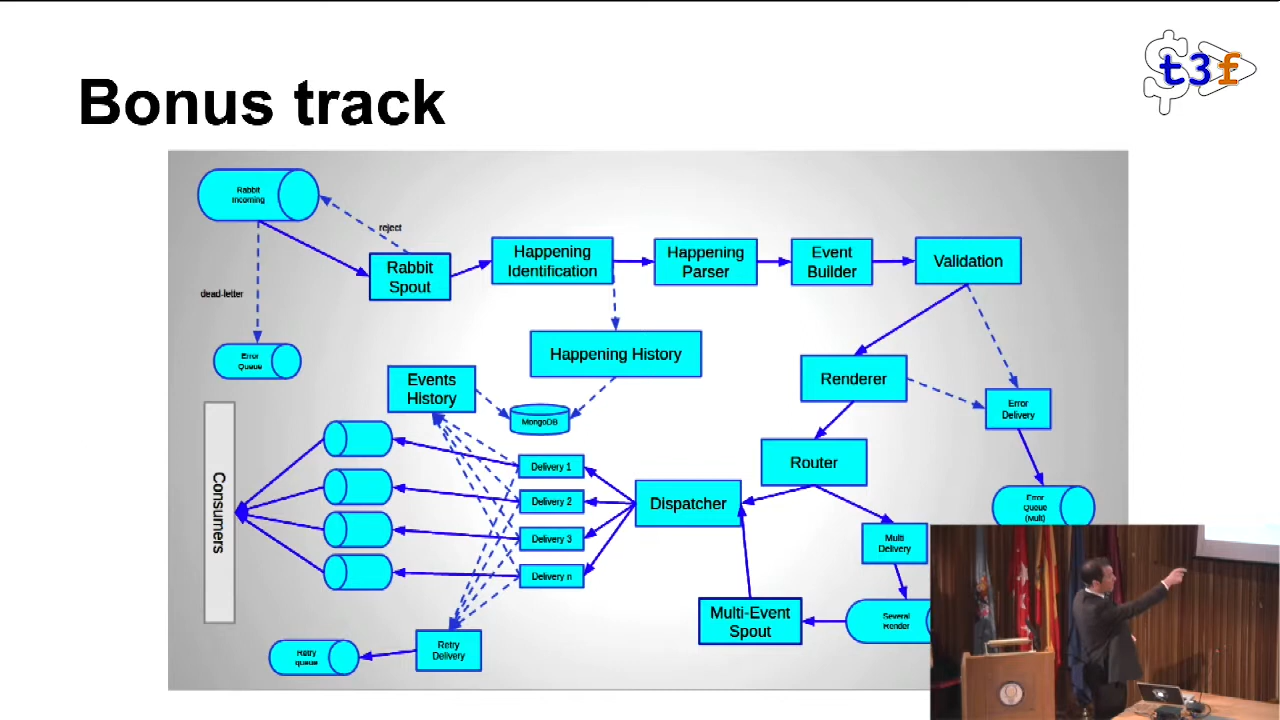 Bonus track
t3f
Rabbit
Incoming
reject
Rabbit
Spout
Happening
Identification
Happening
Parser
Event
Builder
Validation
dead-letter
Error
Queue
Happening History
Events
History
MongoDB
Renderer
Error
Delivery
Router
Error
Queue
(Mult)
Consumers
Delivery 1
Delivery 2
Delivery 3
Delivery n
Dispatcher
Multi
Delivery
Multi-Event
Spout
Several
Render
Retry
Delivery
Retry
queue